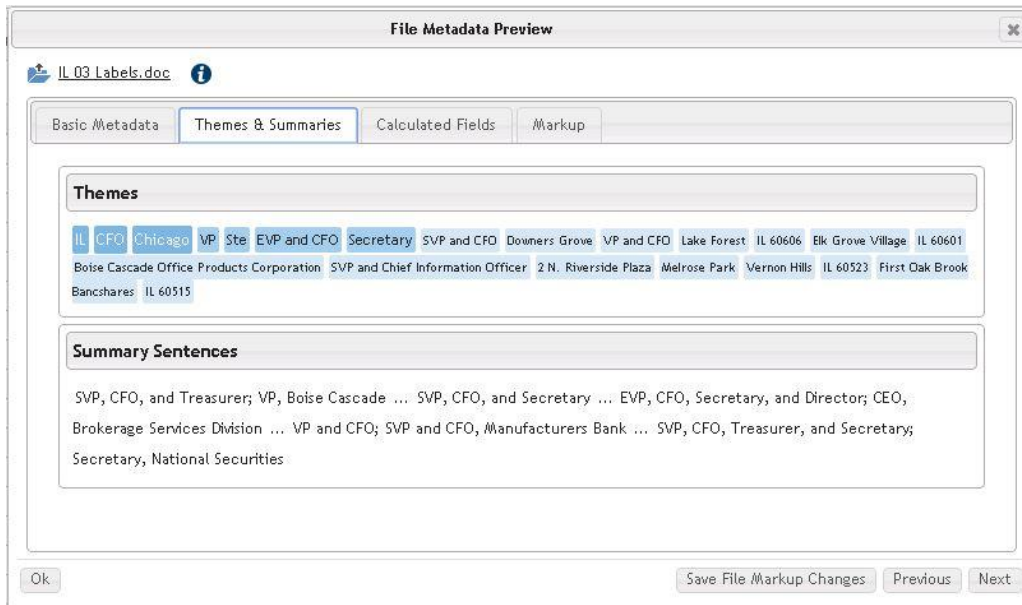 File Metadata Preview
IL 03 Labels.doc
Basic Metadata Themes & Summaries Calculated Fields Markup
Themes
IL CFO Chicago VP Ste EVP and CFO Secretary SVP and CFO Downers Grove VP and CFO Lake Forest IL 60606 Elk Grove Village IL 60601
Boise Cascade Office Products Corporation SVP and Chief Information Officer 2 N. Riverside Plaza Melrose Park Vernon Hills IL 60523 First Oak Brook
Bancshares IL 60515
Summary Sentences
SVP, CFO, and Treasurer; VP, Boise Cascade ... SVP, CFO, and Secretary ... EVP, CFO, Secretary, and Director; CEO,
Brokerage Services Division ... VP and CFO; SVP and CFO, Manufacturers Bank ... SVP, CFO, Treasurer, and Secretary;
Secretary, National Securities
Ok Save File Markup Changes Previous Next